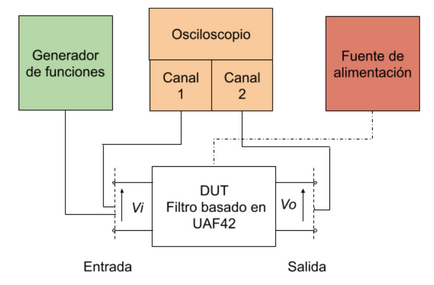 Generador
de funciones
Osciloscopio
Canal
1
Canal
2
Fuente de
alimentación
Vi
DUT
Filtro basado en
UAF42
Vo
Entrada
Salida